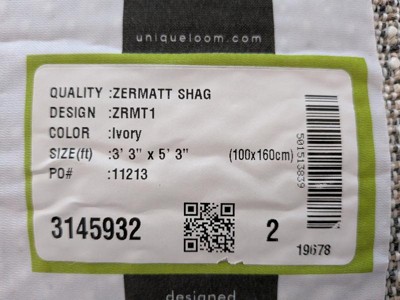 uniqueloom.com
QUALITY :ZERMATT SHAG
DESIGN :ZRMT1
COLOR :Ivory
SIZE(ft) :3' 3" x 5' 3" (100x160cm)
PO# :11213
3145932 2
501513839
19678
designed